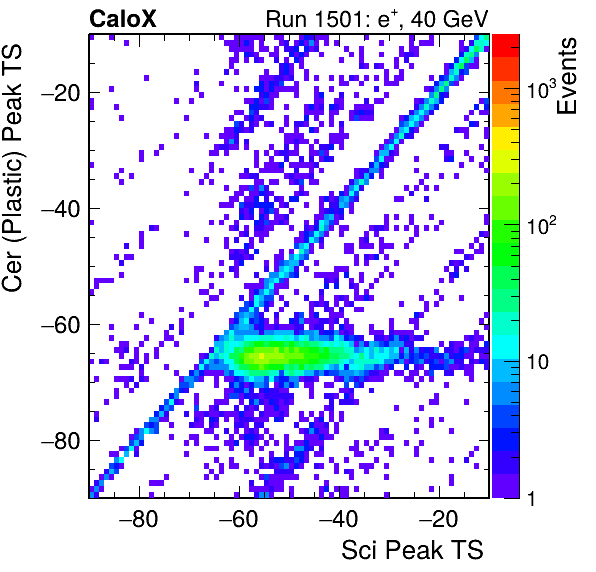 CaloX
Run 1501: e+, 40 GeV
Cer (Plastic) Peak TS
−20
−40
−60
−80
−80
−60
−40
−20
Sci Peak TS
Events
10³
10²
10
1